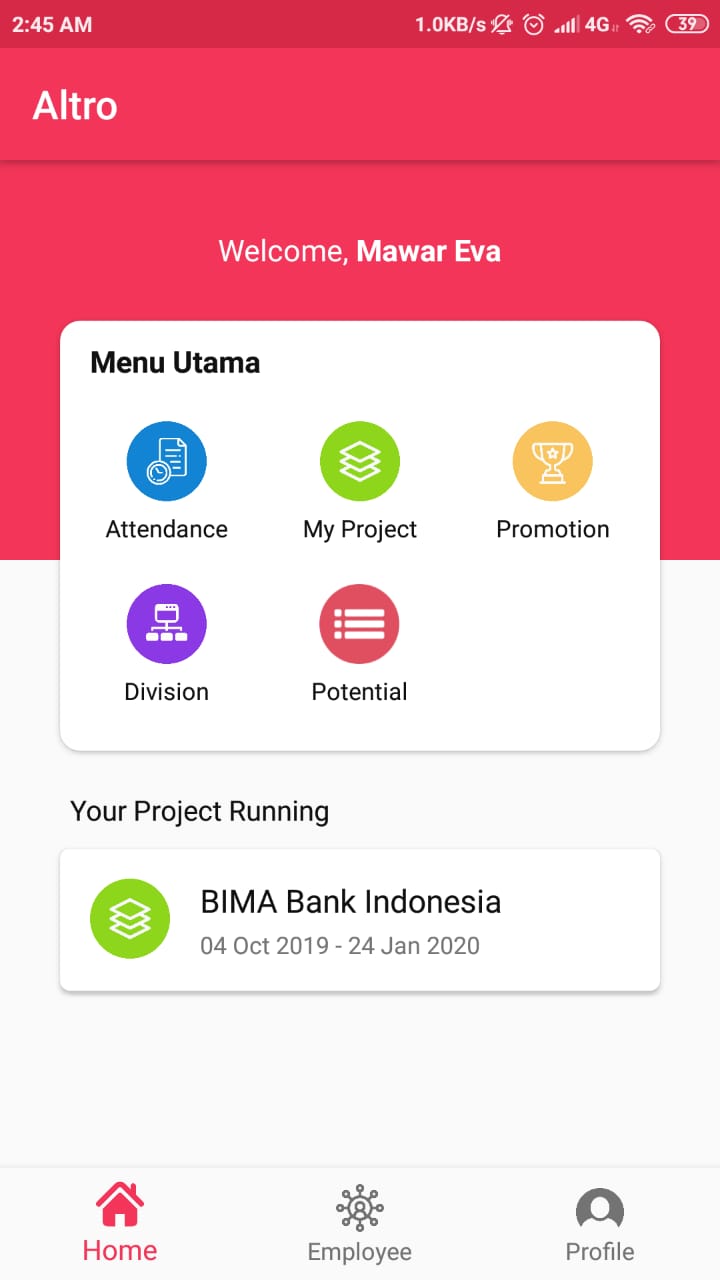 2:45 AM 1.0KB/s 4G 39
Altro
Welcome, Mawar Eva
Menu Utama
Attendance My Project Promotion
Division Potential
Your Project Running
BIMA Bank Indonesia
04 Oct 2019 - 24 Jan 2020
Home Employee Profile